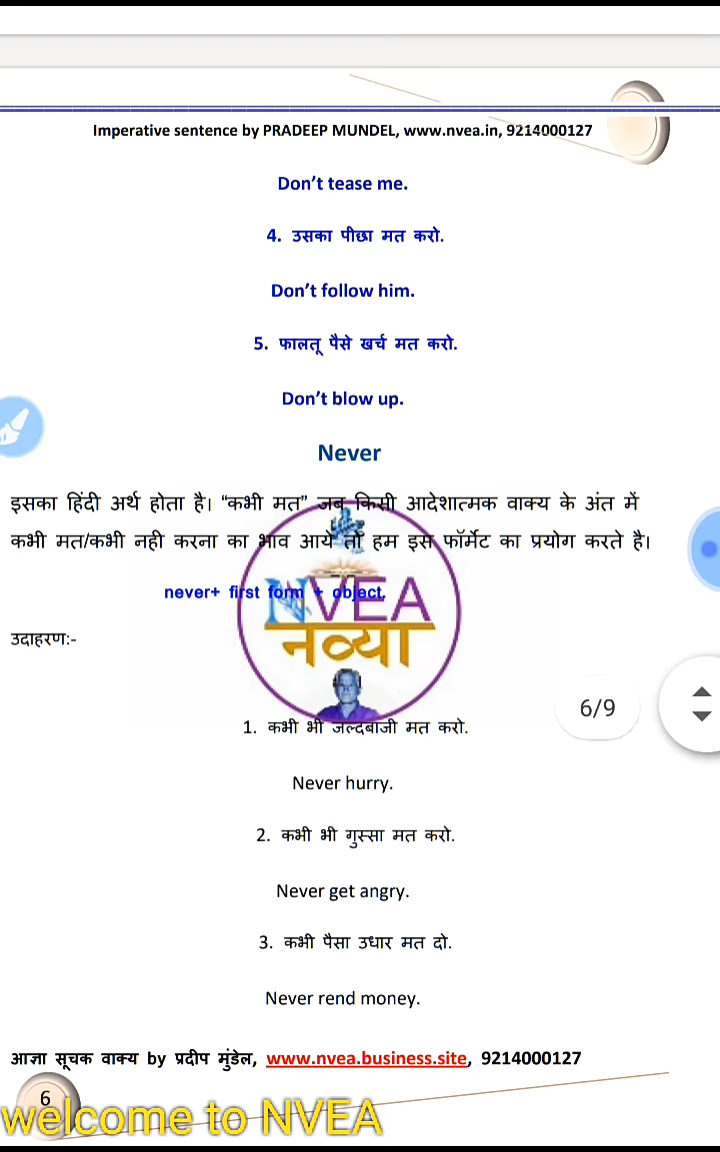 Imperative sentence by PRADEEP MUNDEL, www.nvea.in, 9214000127
Don’t tease me.
4. उसका पीछा मत करो.
Don’t follow him.
5. फालतू पैसे खर्च मत करो.
Don’t blow up.
Never
इसका हिंदी अर्थ होता है। “कभी मत” जब किसी आदेशात्मक वाक्य के अंत में
कभी मत/कभी नही करना का भाव आये तो हम इस फॉर्मेट का प्रयोग करते है।
never+ first form + object.
NVEA
नव्या
उदाहरण:-
6/9
1. कभी भी जल्दबाजी मत करो.
Never hurry.
2. कभी भी गुस्सा मत करो.
Never get angry.
3. कभी पैसा उधार मत दो.
Never rend money.
आज्ञा सूचक वाक्य by प्रदीप मुंडेल, www.nvea.business.site, 9214000127
6
welcome to NVEA